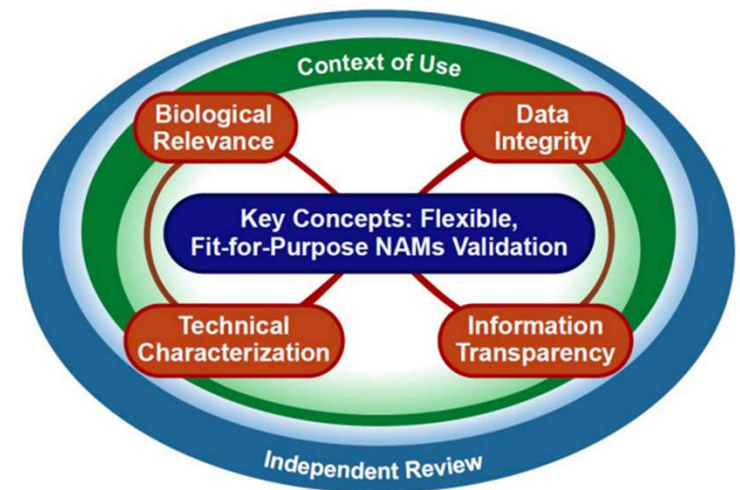 Context of Use
Biological
Relevance
Data
Integrity
Key Concepts: Flexible,
Fit-for-Purpose NAMs Validation
Technical
Characterization
Information
Transparency
Independent Review